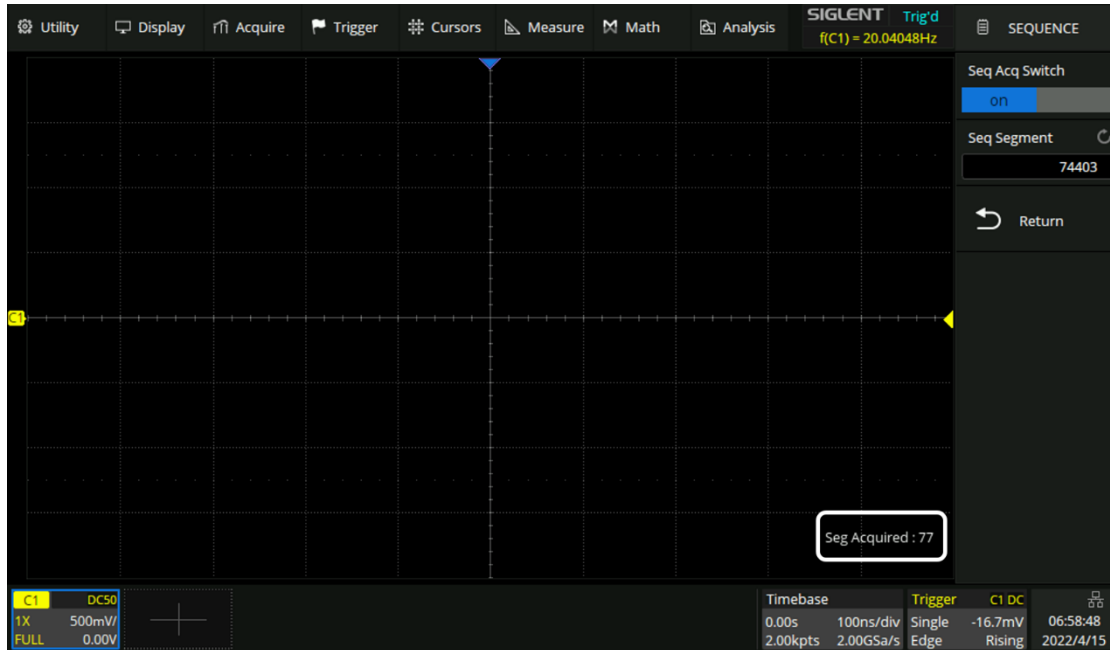 Utility Display Acquire Trigger Cursors Measure Math Analysis
SIGLENT Trig'd
f(C1) = 20.04048Hz
SEQUENCE
Seq Acq Switch
on
Seq Segment
74403
Return
C1
Seg Acquired : 77
C1 DC50
1X 500mV/
FULL 0.00V
Timebase
0.00s 100ns/div
2.00kpts 2.00GSa/s
Trigger C1 DC
Single -16.7mV
Edge Rising
06:58:48
2022/4/15